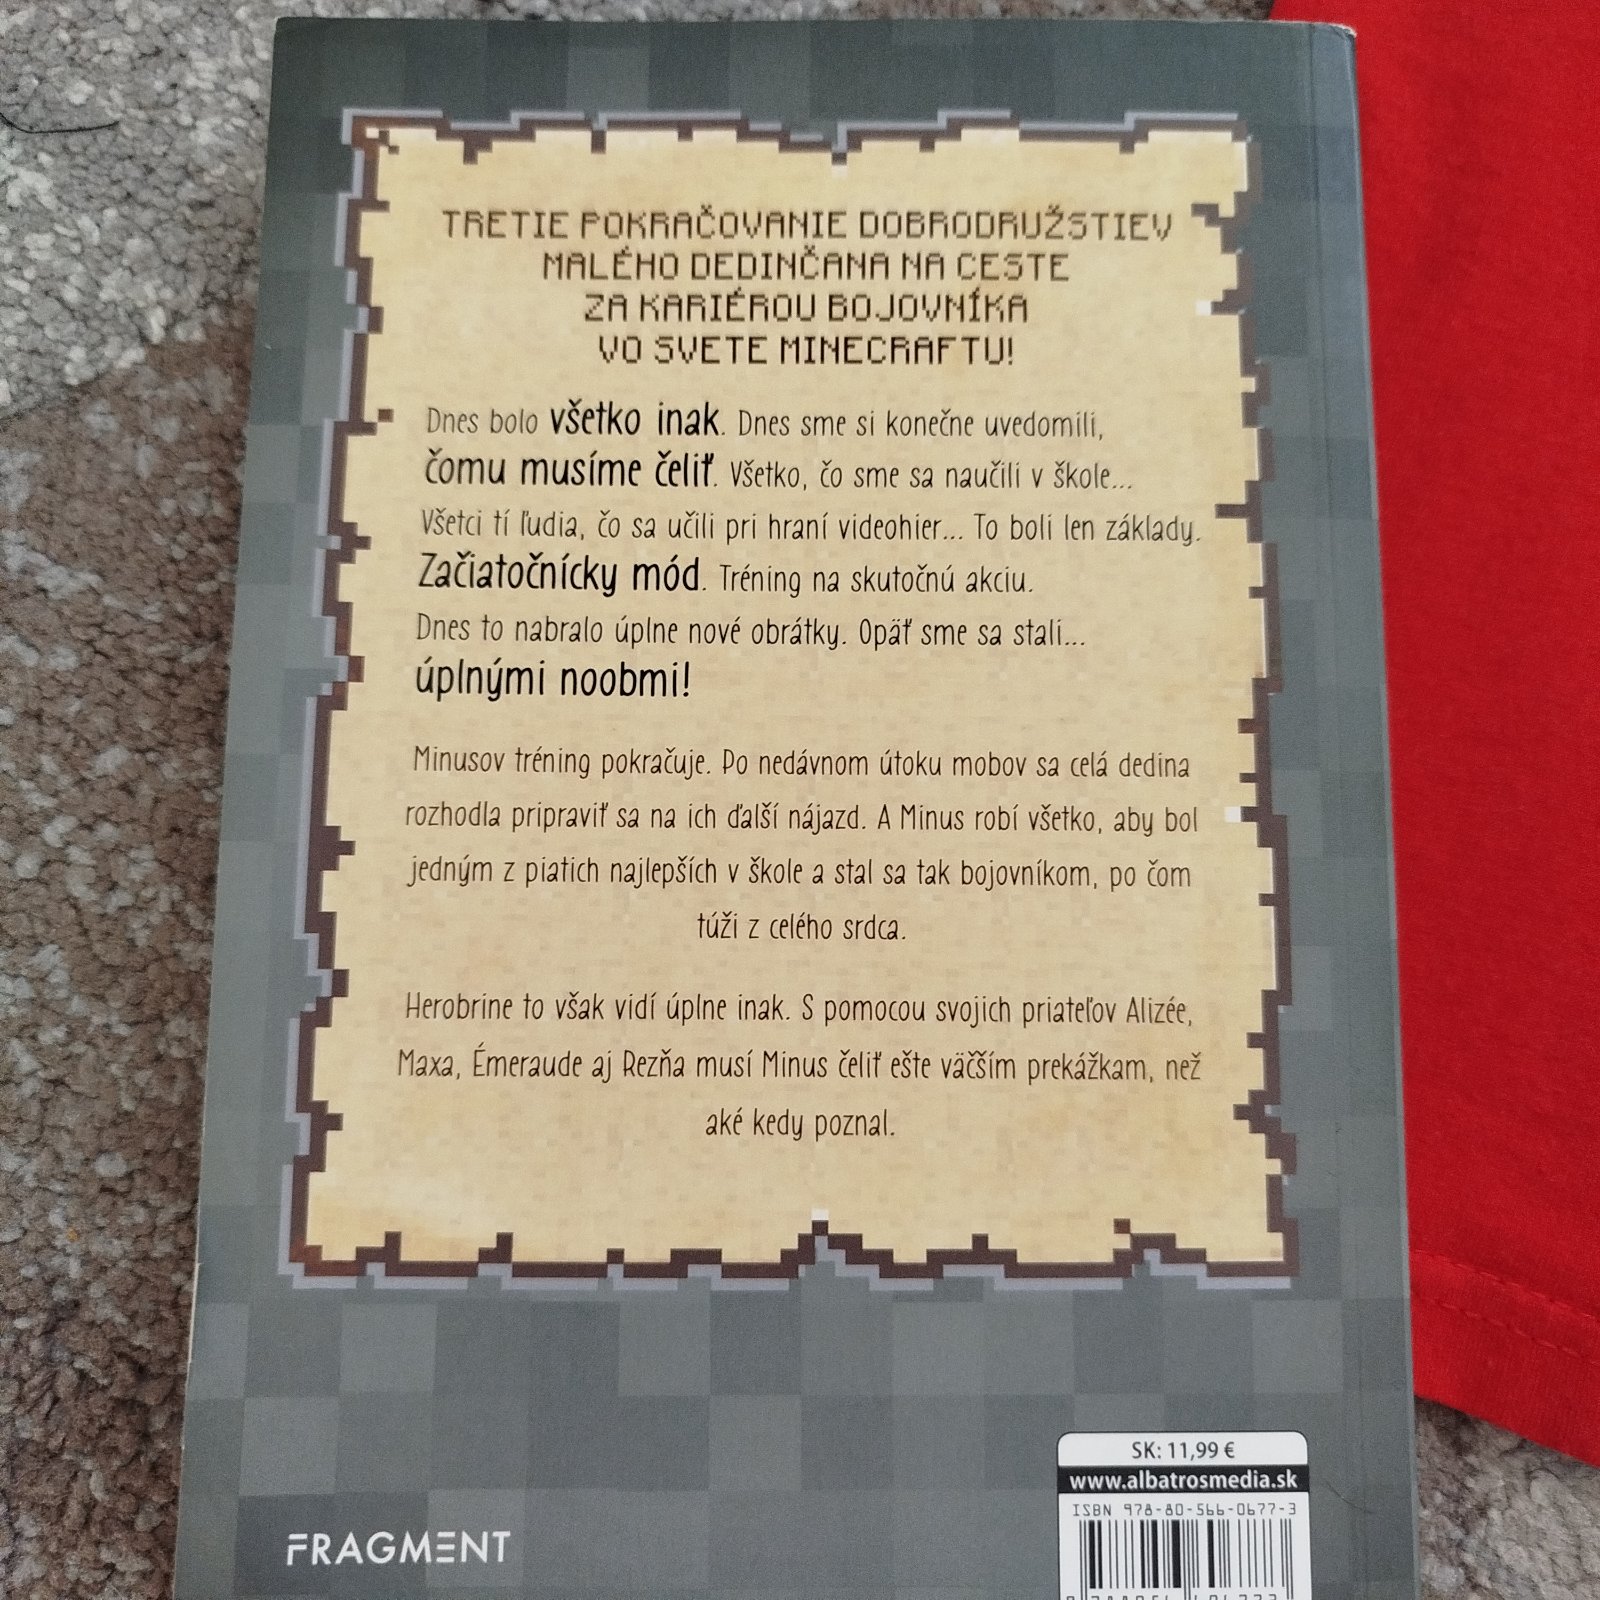 TRETIE POKRAČOVANIE DOBRODRUŽSTIEV
MALÉHO DEDINČANA NA CESTE
ZA KARIÉROU BOJOVNÍKA
VO SVETE MINECRAFTU!
Dnes bolo všetko inak. Dnes sme si konečne uvedomili,
čomu musíme čeliť. Všetko, čo sme sa naučili v škole...
Všetci tí ľudia, čo sa učili pri hraní videohier... To boli len základy.
Začiatočnícky mód. Tréning na skutočnú akciu.
Dnes to nabralo úplne nové obrátky. Opäť sme sa stali...
úplnými noobmi!
Minusov tréning pokračuje. Po nedávnom útoku mobov sa celá dedina
rozhodla pripraviť sa na ich ďalší nájazd. A Minus robí všetko, aby bol
jedným z piatich najlepších v škole a stal sa tak bojovníkom, po čom
túži z celého srdca.
Herobrine to však vidí úplne inak. S pomocou svojich priateľov Alizée,
Maxa, Émeraude aj Rezňa musí Minus čeliť ešte väčším prekážkam, než
aké kedy poznal.
SK: 11,99 €
www.albatrosmedia.sk
ISBN 978-80-566-0677-3
FRAGMENT